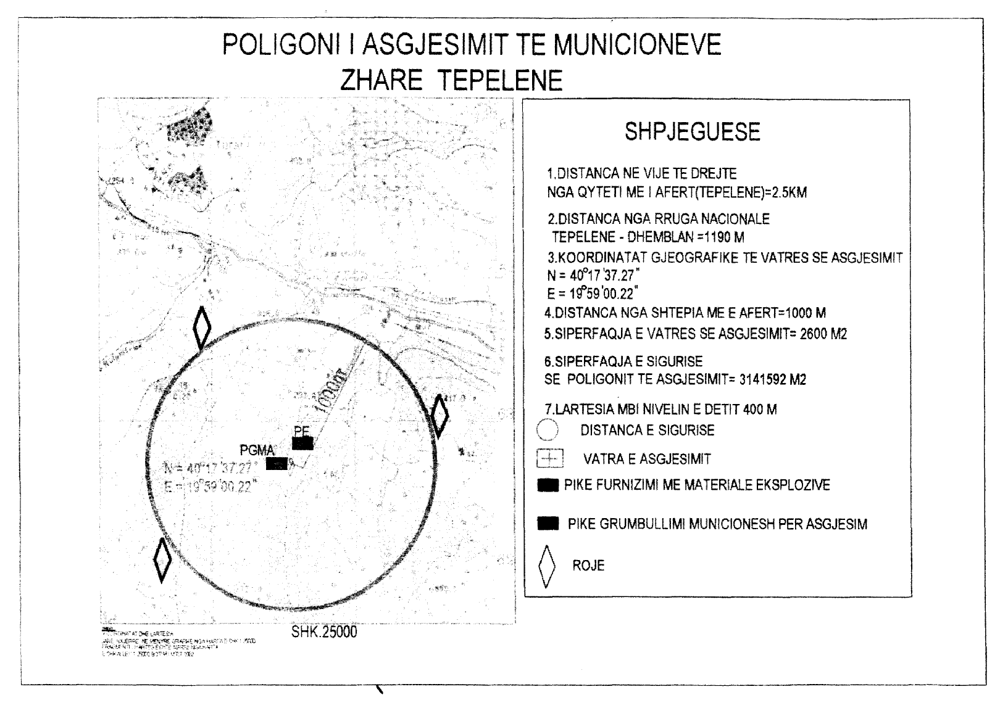 POLIGONI I ASGJESIMIT TE MUNICIONEVE
ZHARE TEPELENE
SHPJEGUESE
1.DISTANCA NE VIJE TE DREJTE
NGA QYTETI ME I AFERT(TEPELENE)=2.5KM
2.DISTANCA NGA RRUGA NACIONALE
TEPELENE - DHEMBLAN =1190 M
3.KOORDINATAT GJEOGRAFIKE TE VATRES SE ASGJESIMIT
N = 40°17'37.27"
E = 19°59'00.22"
4.DISTANCA NGA SHTEPIA ME E AFERT=1000 M
5.SIPERFAQJA E VATRES SE ASGJESIMIT= 2600 M2
6.SIPERFAQJA E SIGURISE
SE POLIGONIT TE ASGJESIMIT= 3141592 M2
7.LARTESIA MBI NIVELIN E DETIT 400 M
DISTANCA E SIGURISE
VATRA E ASGJESIMIT
PIKE FURNIZIMI ME MATERIALE EKSPLOZIVE
PIKE GRUMBULLIMI MUNICIONESH PER ASGJESIM
ROJE
1000mt
PF
PGMA
N = 40°17'37.27"
E = 19°59'00.22"
SHK.25000